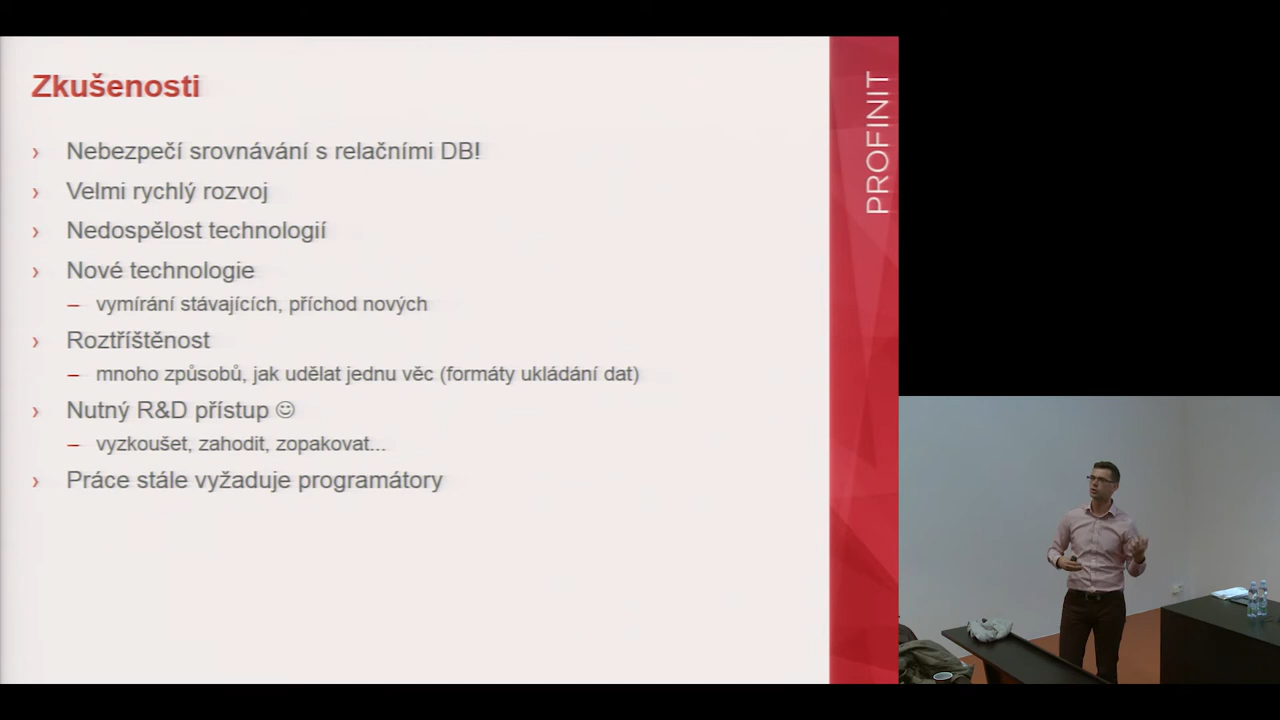 Zkušenosti
› Nebezpečí srovnávání s relačními DB!
› Velmi rychlý rozvoj
› Nedospělost technologií
› Nové technologie
– vymírání stávajících, příchod nových
› Roztříštěnost
– mnoho způsobů, jak udělat jednu věc (formáty ukládání dat)
› Nutný R&D přístup ☺
– vyzkoušet, zahodit, zopakovat...
› Práce stále vyžaduje programátory
PROFINIT